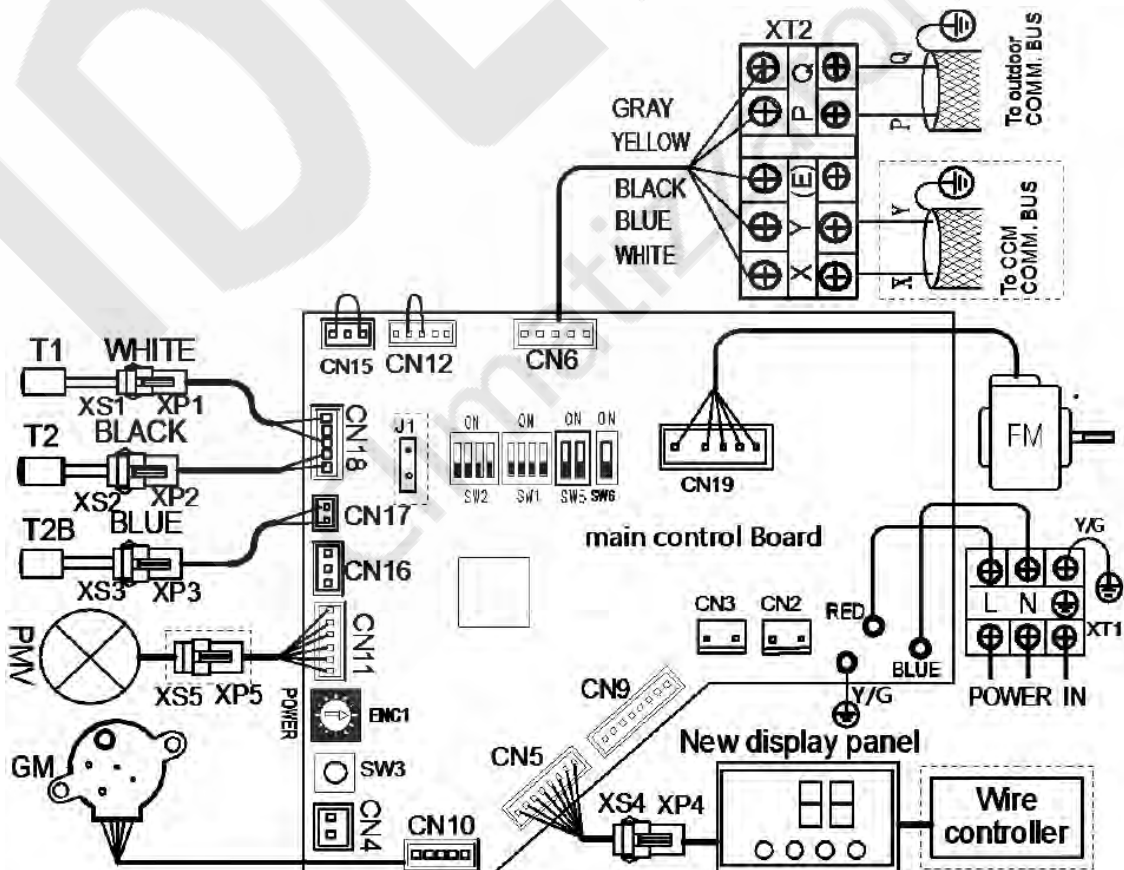 XT2
Q
P
(E)
Y
X
Q
P
To outdoor
COMM. BUS
Y
X
To CCM
COMM. BUS
GRAY
YELLOW
BLACK
BLUE
WHITE
CN15
CN12
CN6
T1
WHITE
XS1
XP1
CN18
T2
BLACK
XS2
XP2
T2B
BLUE
XS3
XP3
CN17
CN16
J1
ON
ON
ON
ON
SW2
SW1
SW5
SW6
CN19
FM
main control Board
CN3
CN2
RED
BLUE
Y/G
Y/G
L
N
XT1
POWER IN
PMV
XS5
XP5
CN11
POWER
ENC1
SW3
GM
CN4
CN10
CN9
CN5
XS4
XP4
New display panel
Wire
controller